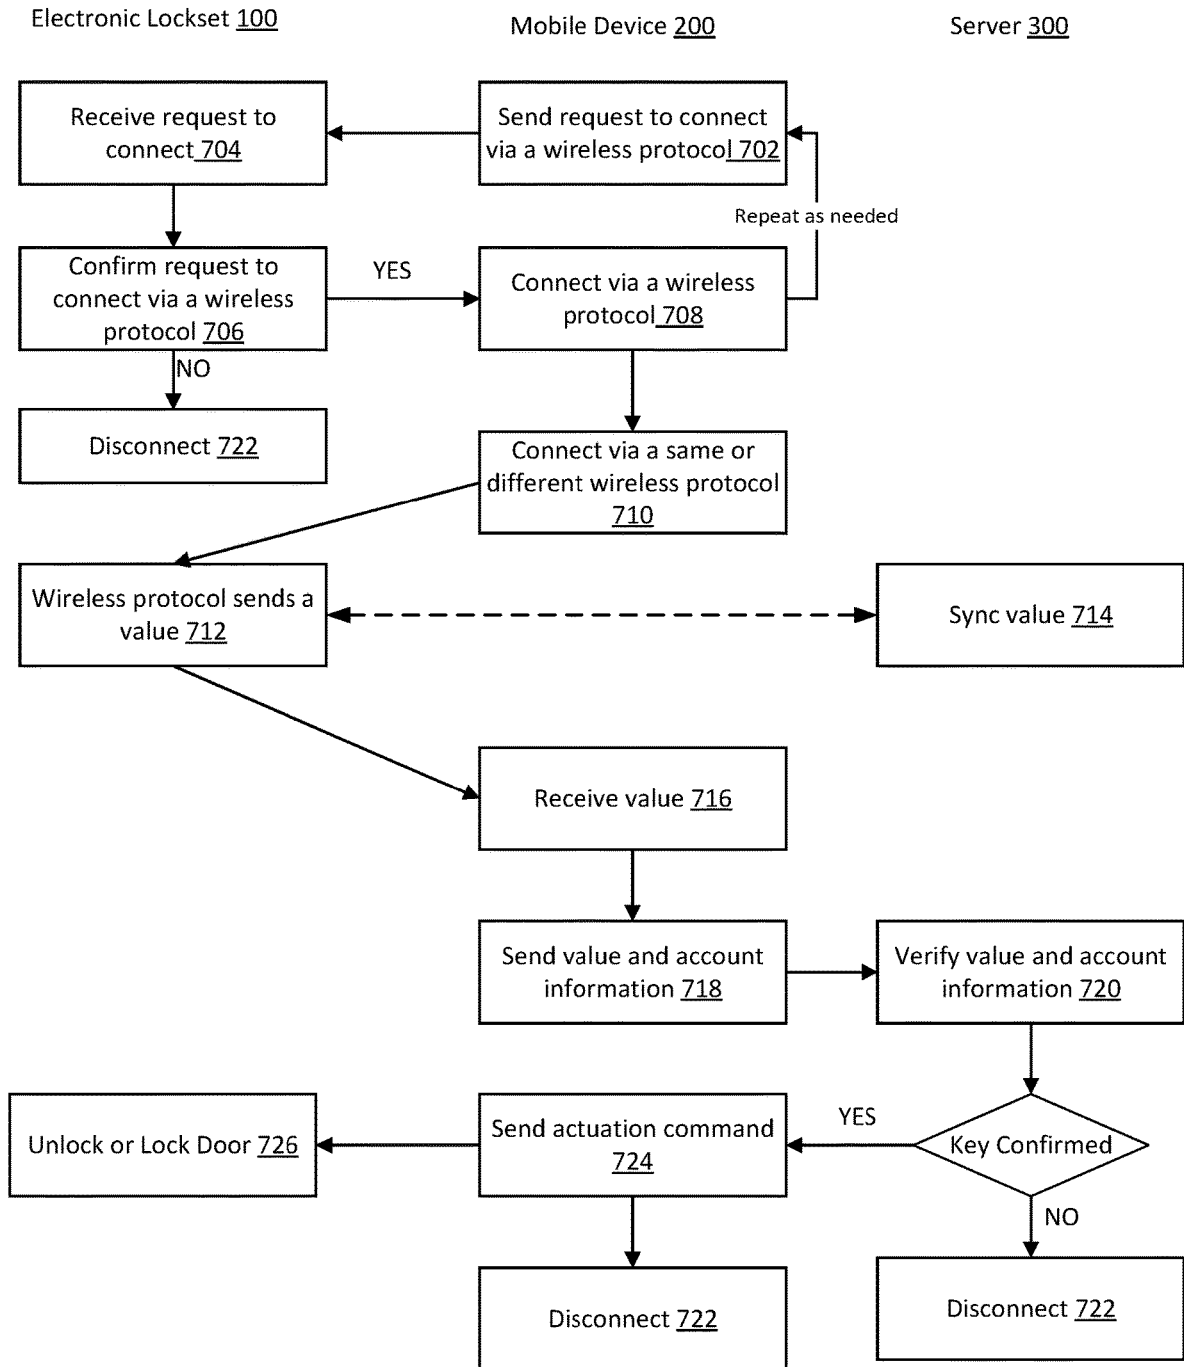 Electronic Lockset 100
Mobile Device 200
Server 300
Receive request to
connect 704
Send request to connect
via a wireless protocol 702
Repeat as needed
Confirm request to
connect via a wireless
protocol 706
YES
Connect via a wireless
protocol 708
NO
Disconnect 722
Connect via a same or
different wireless protocol
710
Wireless protocol sends a
value 712
Sync value 714
Receive value 716
Send value and account
information 718
Verify value and account
information 720
Unlock or Lock Door 726
Send actuation command
724
YES
Key Confirmed
NO
Disconnect 722
Disconnect 722